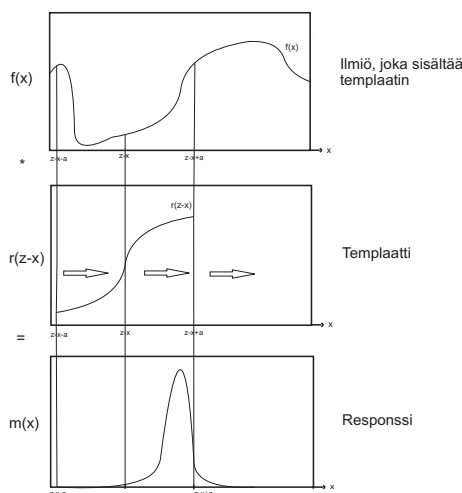 f(x)
f(x)
Ilmiö, joka sisältää
templaatin
z-x-a
z-x
z-x+a
x
*
r(z-x)
r(z-x)
Templaatti
z-x-a
z-x
z-x+a
x
=
m(x)
Responssi
x